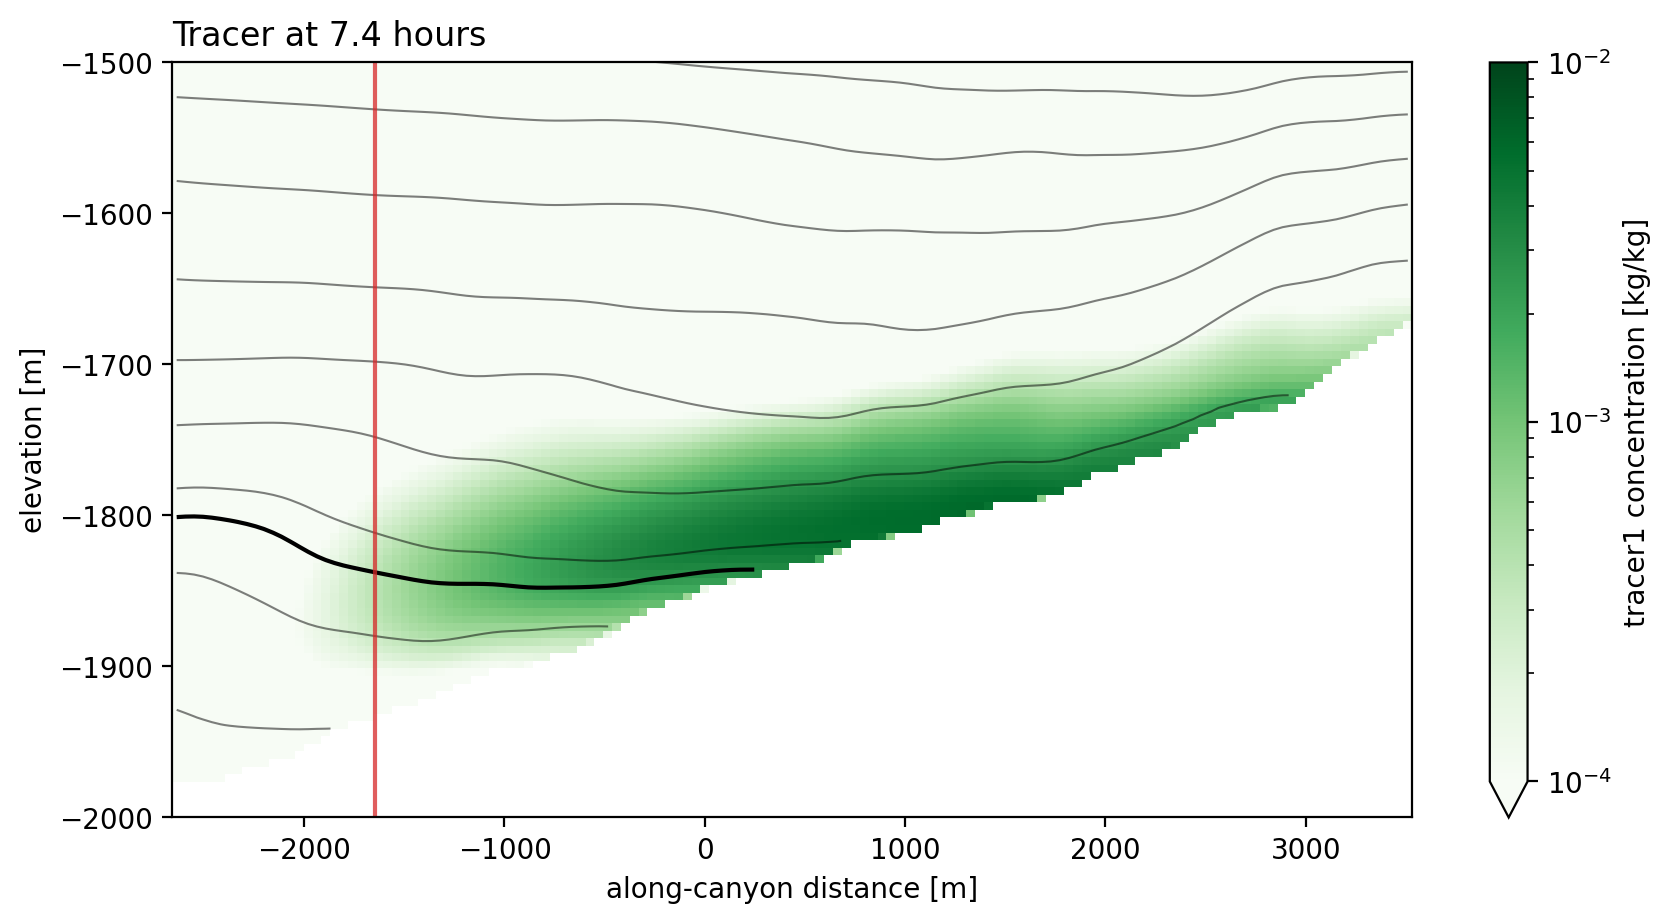 Tracer at 7.4 hours
−1500
−1600
−1700
−1800
−1900
−2000
elevation [m]
−2000 −1000 0 1000 2000 3000
along-canyon distance [m]
10⁻²
10⁻³
10⁻⁴
tracer1 concentration [kg/kg]